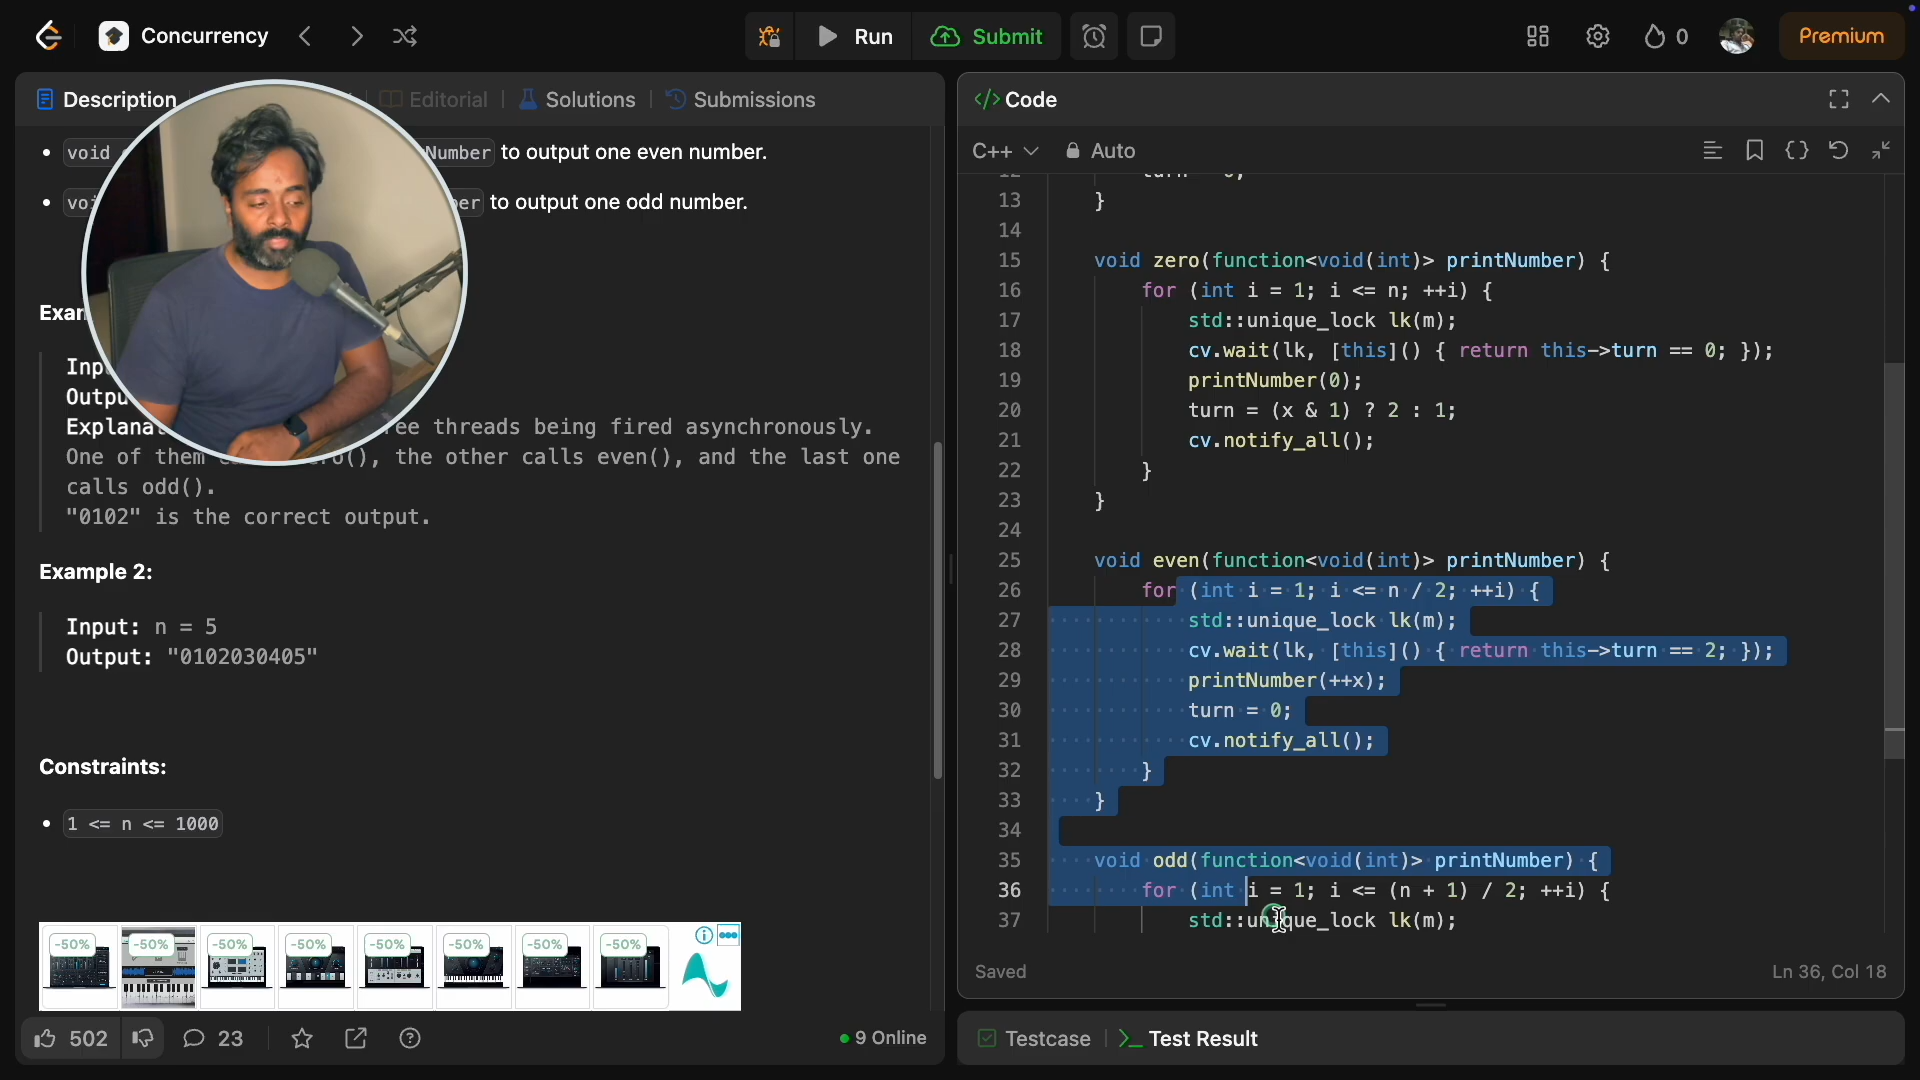 Concurrency
Run
Submit
0
Premium
Description
Editorial
Solutions
Submissions
void
Number to output one even number.
to output one odd number.
ree threads being fired asynchronously.
One of them
, the other calls even(), and the last one
calls odd().
"0102" is the correct output.
Example 2:
Input: n = 5
Output: "0102030405"
Constraints:
1 <= n <= 1000
-50% -50% -50% -50% -50% -50% -50% -50%
502
23
9 Online
</> Code
C++
Auto
13 }
14
15 void zero(function<void(int)> printNumber) {
16 for (int i = 1; i <= n; ++i) {
17 std::unique_lock lk(m);
18 cv.wait(lk, [this]() { return this->turn == 0; });
19 printNumber(0);
20 turn = (x & 1) ? 2 : 1;
21 cv.notify_all();
22 }
23 }
24
25 void even(function<void(int)> printNumber) {
26 for (int i = 1; i <= n / 2; ++i) {
27 std::unique_lock lk(m);
28 cv.wait(lk, [this]() { return this->turn == 2; });
29 printNumber(++x);
30 turn = 0;
31 cv.notify_all();
32 }
33 }
34
35 void odd(function<void(int)> printNumber) {
36 for (int i = 1; i <= (n + 1) / 2; ++i) {
37 std::unique_lock lk(m);
Saved
Ln 36, Col 18
Testcase
Test Result